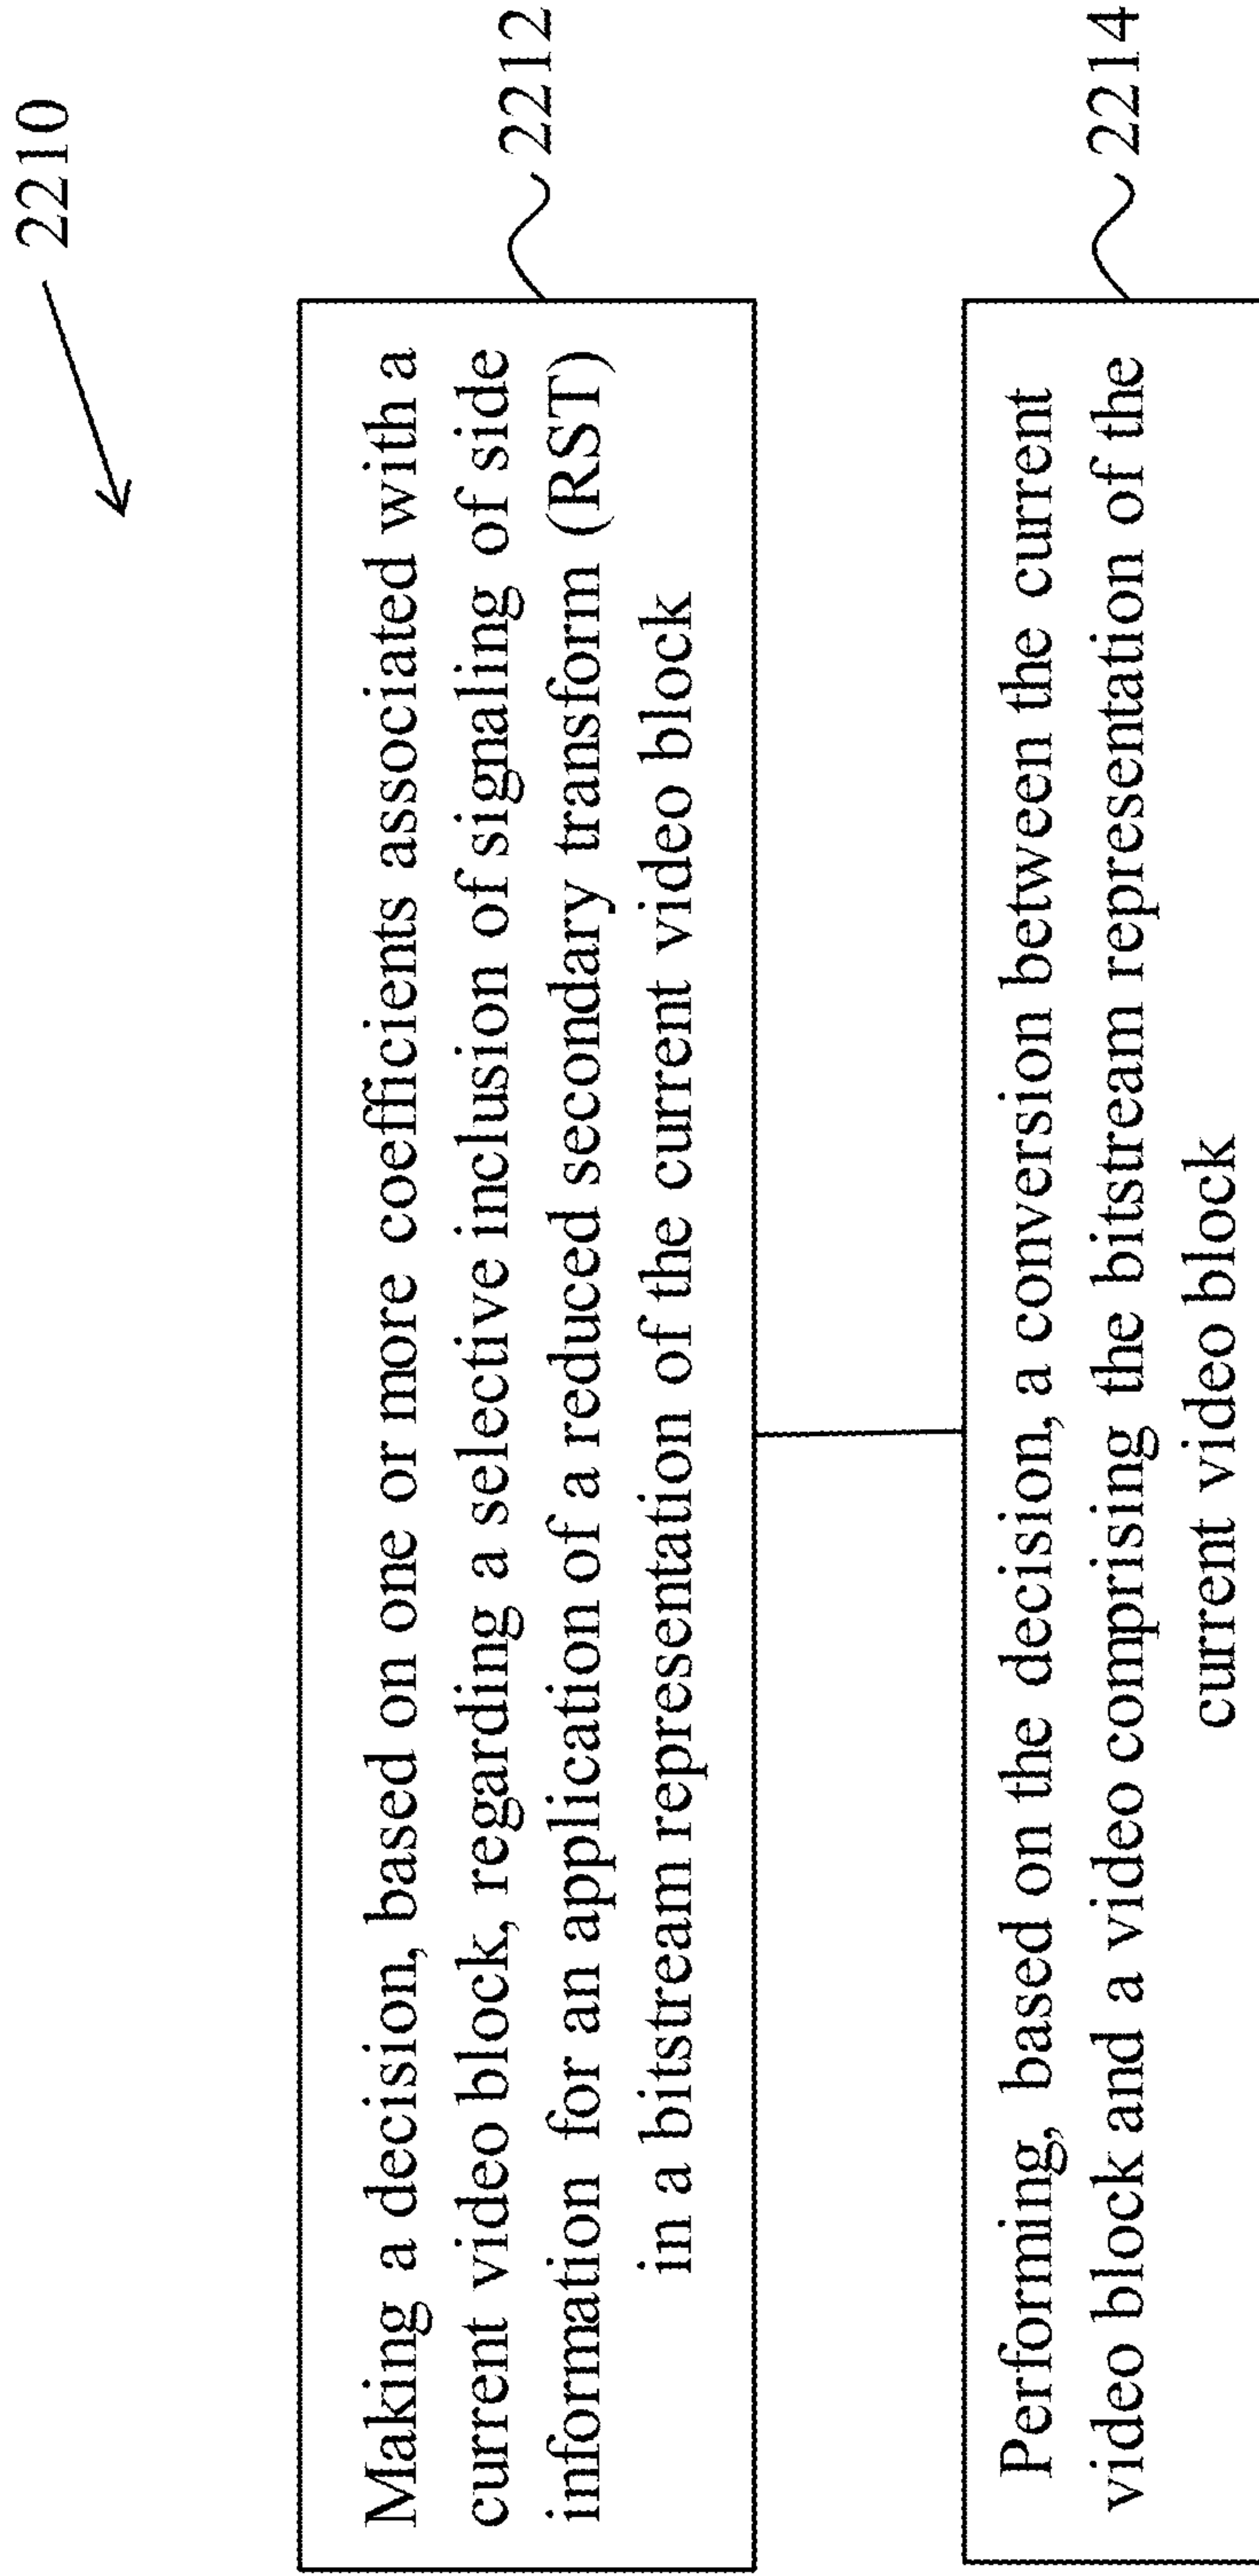 2210
Making a decision, based on one or more coefficients associated with a
current video block, regarding a selective inclusion of signaling of side
information for an application of a reduced secondary transform (RST)
in a bitstream representation of the current video block
2212
Performing, based on the decision, a conversion between the current
video block and a video comprising the bitstream representation of the
current video block
2214